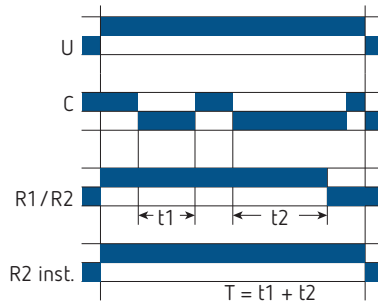 U
C
R1/R2
t1
t2
R2 inst.
T = t1 + t2